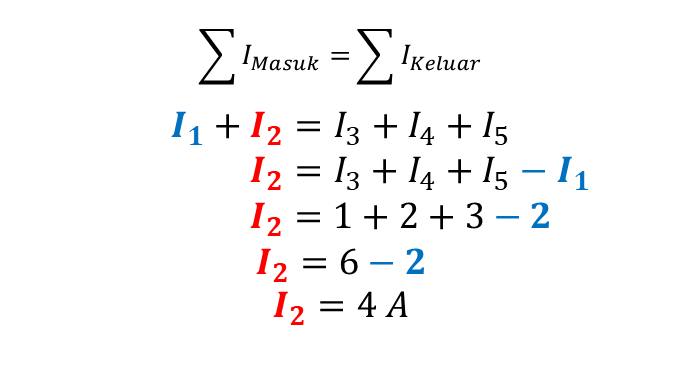 ∑ I_Masuk = ∑ I_Keluar
I₁ + I₂ = I₃ + I₄ + I₅
I₂ = I₃ + I₄ + I₅ − I₁
I₂ = 1 + 2 + 3 − 2
I₂ = 6 − 2
I₂ = 4 A